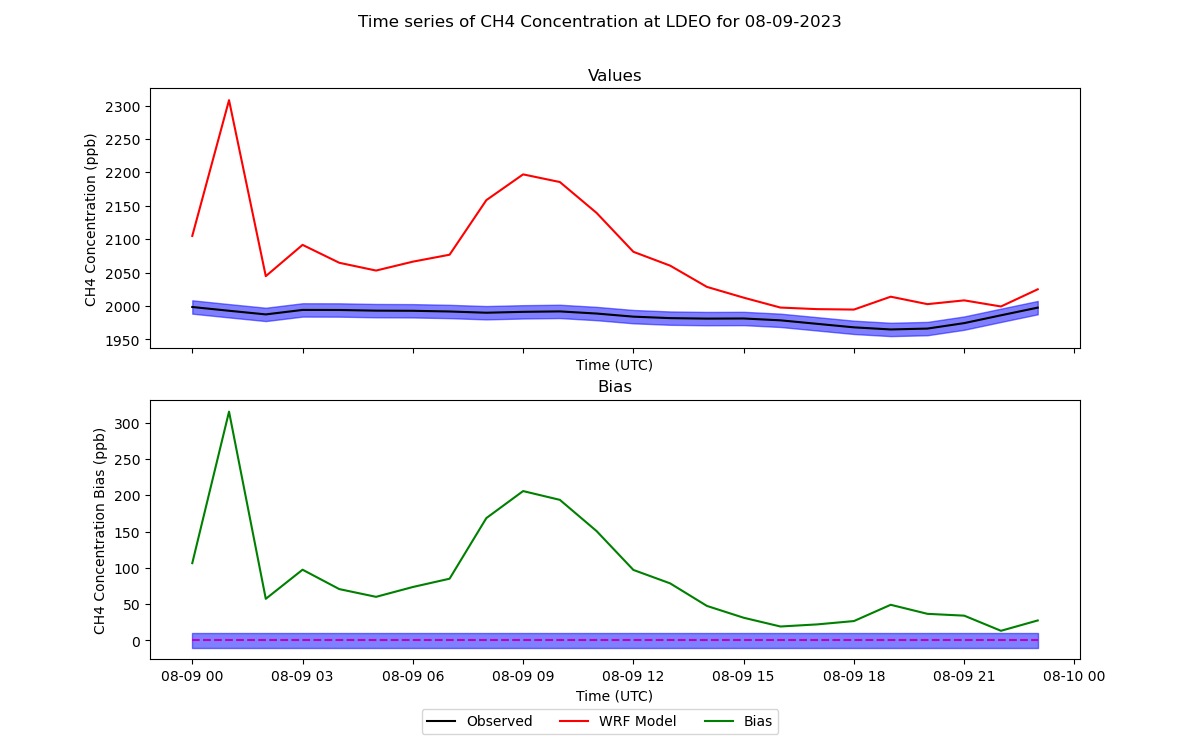 Time series of CH4 Concentration at LDEO for 08-09-2023
Values
CH4 Concentration (ppb)
2300
2250
2200
2150
2100
2050
2000
1950
Time (UTC)
Bias
CH4 Concentration Bias (ppb)
300
250
200
150
100
50
0
08-09 00 08-09 03 08-09 06 08-09 09 08-09 12 08-09 15 08-09 18 08-09 21 08-10 00
Time (UTC)
Observed WRF Model Bias